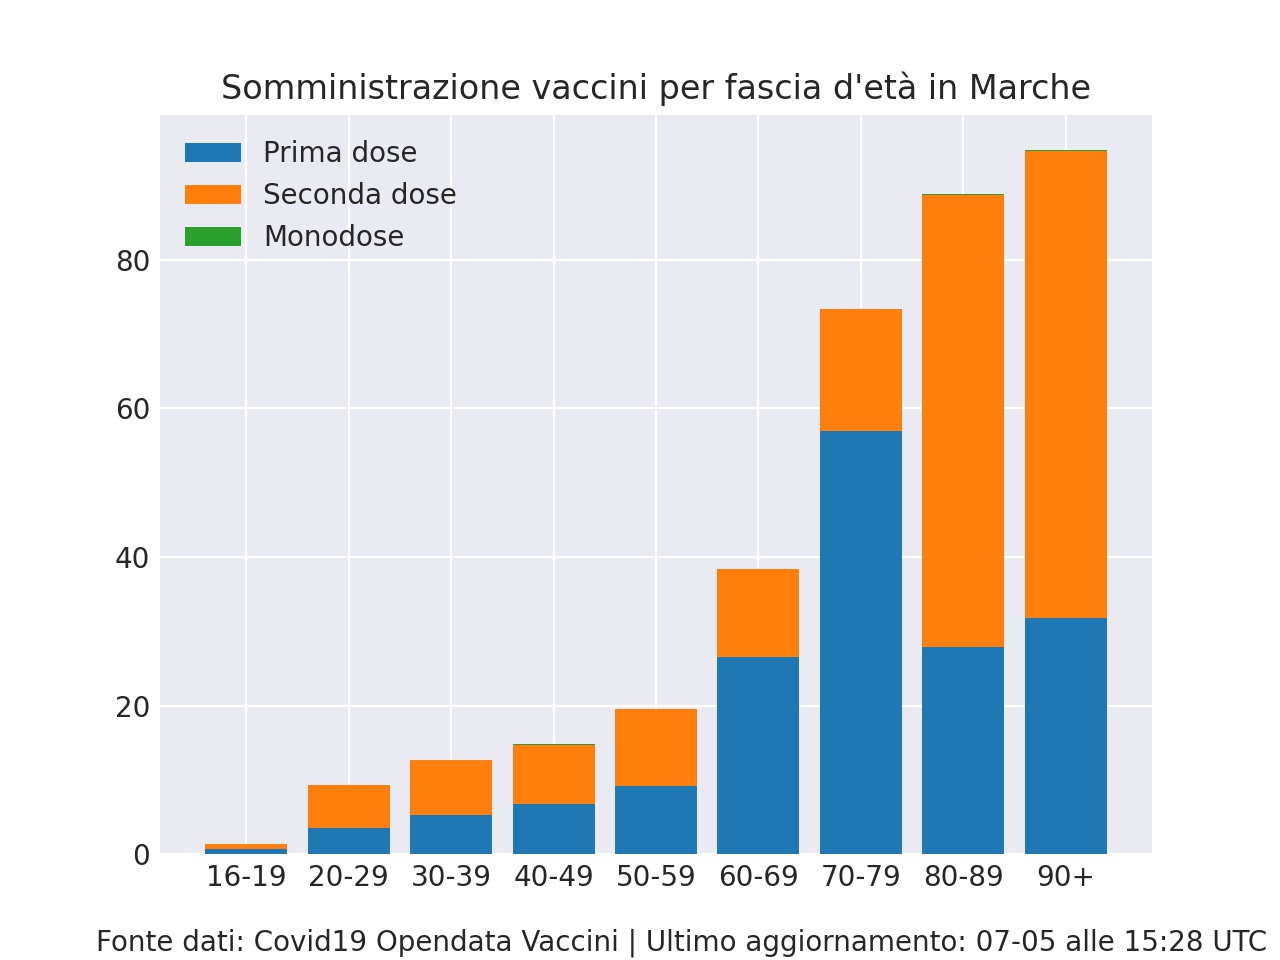 Somministrazione vaccini per fascia d'età in Marche
Prima dose
Seconda dose
Monodose
80
60
40
20
0
16-19 20-29 30-39 40-49 50-59 60-69 70-79 80-89 90+
Fonte dati: Covid19 Opendata Vaccini | Ultimo aggiornamento: 07-05 alle 15:28 UTC